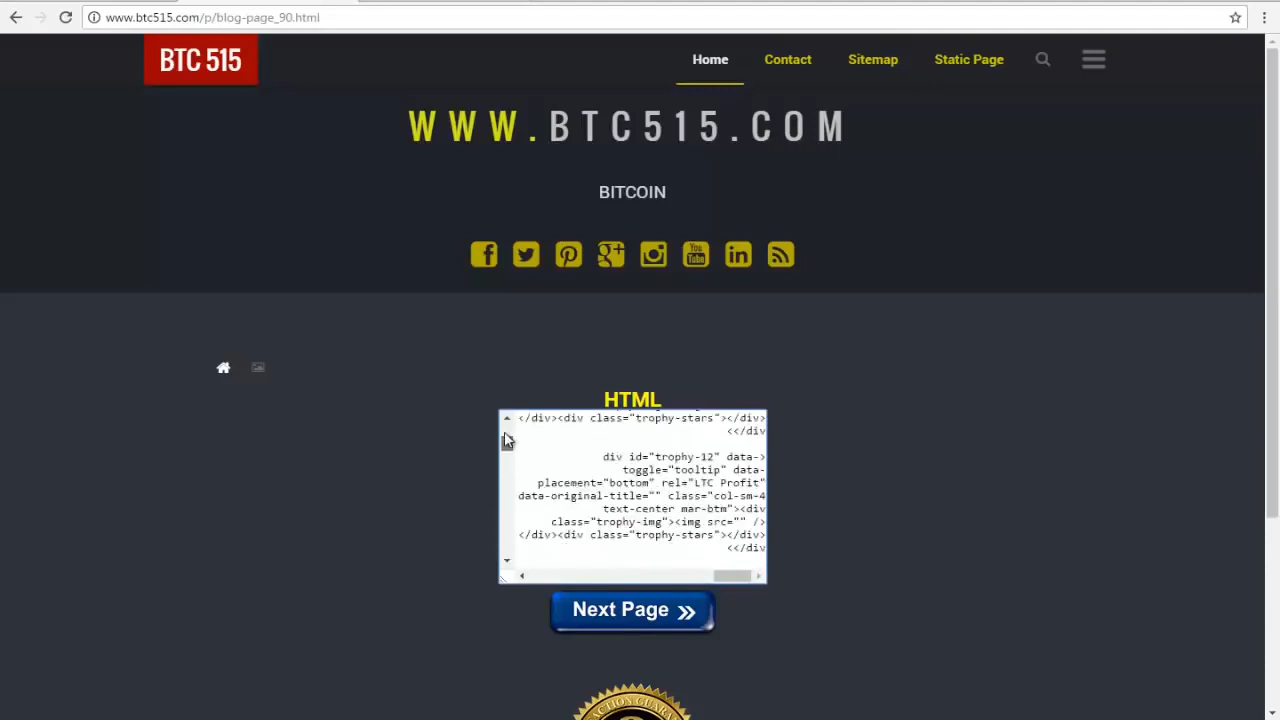 www.btc515.com/p/blog-page_90.html
BTC 515
Home
Contact
Sitemap
Static Page
WWW.BTC515.COM
BITCOIN
You
Tube
HTML
</div><div class="trophy-stars"></div>
<</div
div id="trophy-12" data->
toggle="tooltip" data-
placement="bottom" rel="LTC Profit"
data-original-title="" class="col-sm-4
text-center mar-btm"><div
class="trophy-img"><img src="" />
</div><div class="trophy-stars"></div>
<</div
Next Page »